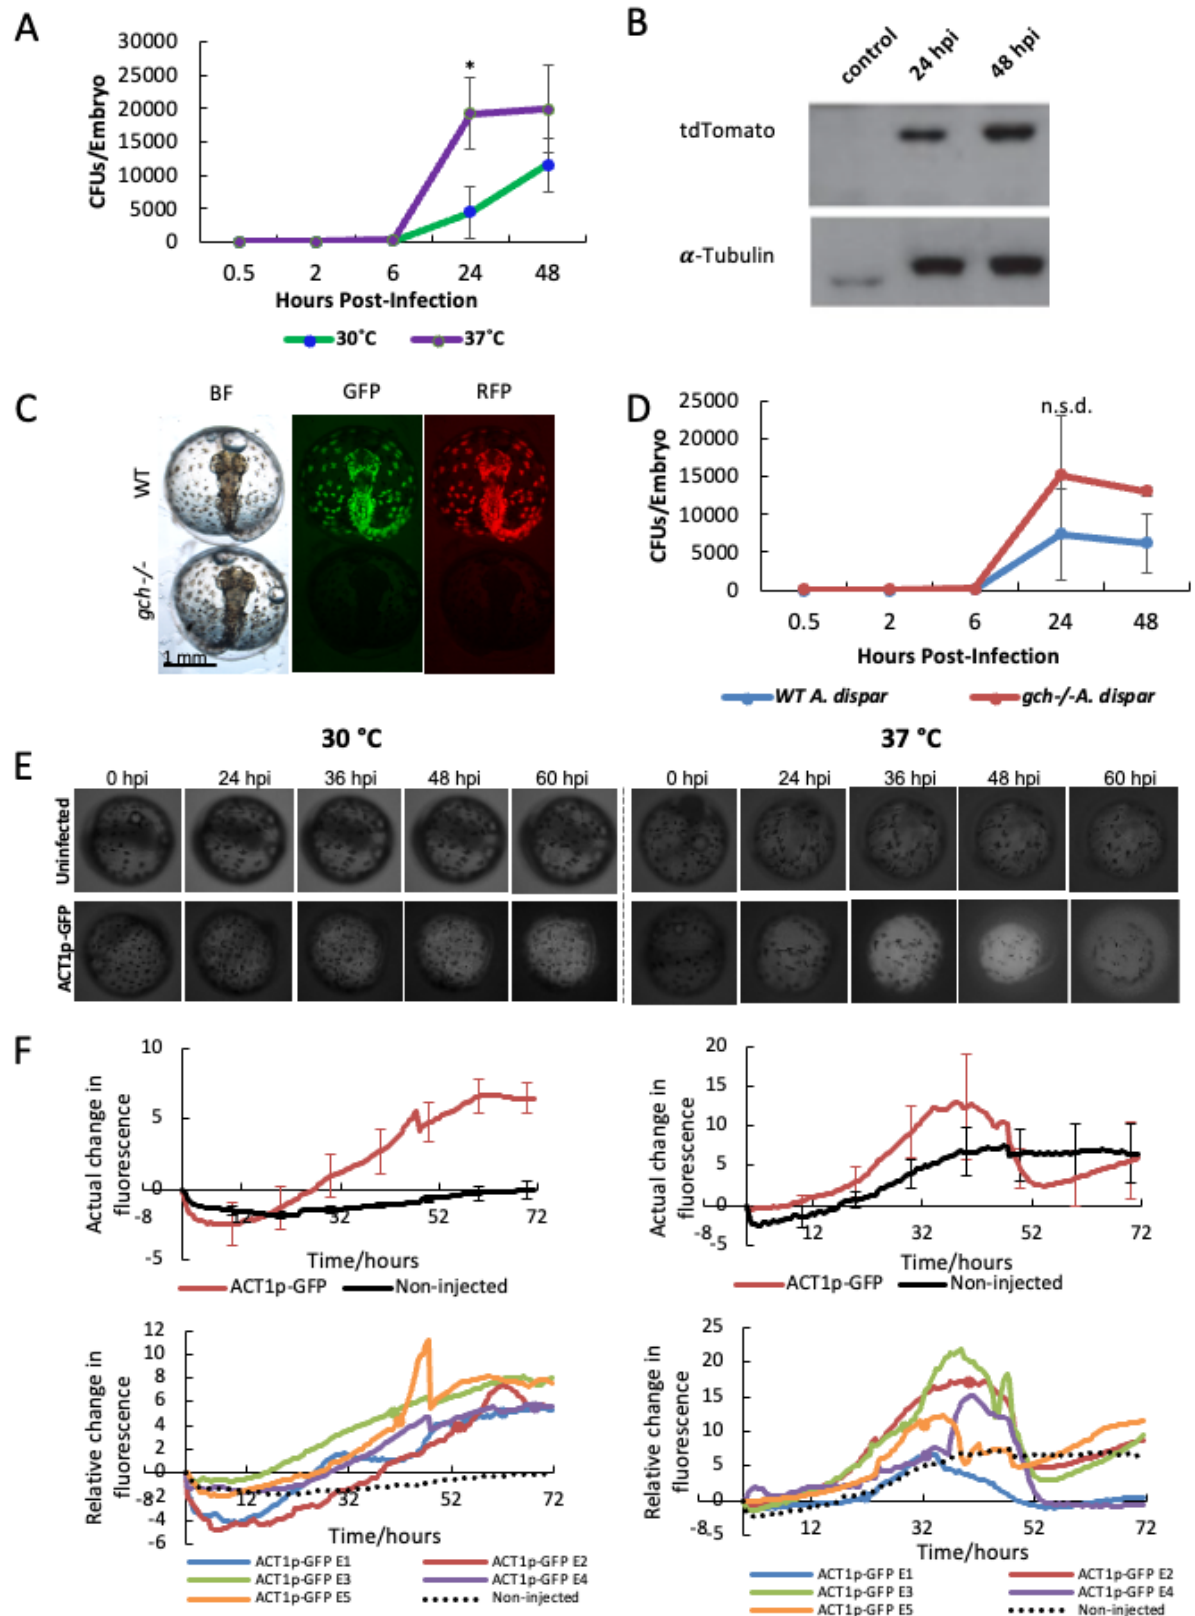 A
30000
25000
20000
15000
10000
5000
0
CFUs/Embryo
*
0.5 2 6 24 48
Hours Post-Infection
30°C 37°C
B
control 24 hpi 48 hpi
tdTomato
α-Tubulin
C
BF GFP RFP
WT
gch-/-
1 mm
D
25000
20000
15000
10000
5000
0
CFUs/Embryo
n.s.d.
0.5 2 6 24 48
Hours Post-Infection
WT A. dispar gch-/-A. dispar
E
30 °C 37 °C
0 hpi 24 hpi 36 hpi 48 hpi 60 hpi 0 hpi 24 hpi 36 hpi 48 hpi 60 hpi
Uninfected
ACT1p-GFP
F
Actual change in
fluorescence
10
5
0
-5
-8 12 32 52 72
Time/hours
ACT1p-GFP Non-injected
Actual change in
fluorescence
20
15
10
5
0
-5
-8 12 32 52 72
Time/hours
ACT1p-GFP Non-injected
Relative change in
fluorescence
12
10
8
6
4
2
0
-2
-4
-6
-8 12 32 52 72
Time/hours
ACT1p-GFP E1 ACT1p-GFP E2
ACT1p-GFP E3 ACT1p-GFP E4
ACT1p-GFP E5 Non-injected
Relative change in
fluorescence
25
20
15
10
5
0
-5
-8 12 32 52 72
Time/hours
ACT1p-GFP E1 ACT1p-GFP E2
ACT1p-GFP E3 ACT1p-GFP E4
ACT1p-GFP E5 Non-injected